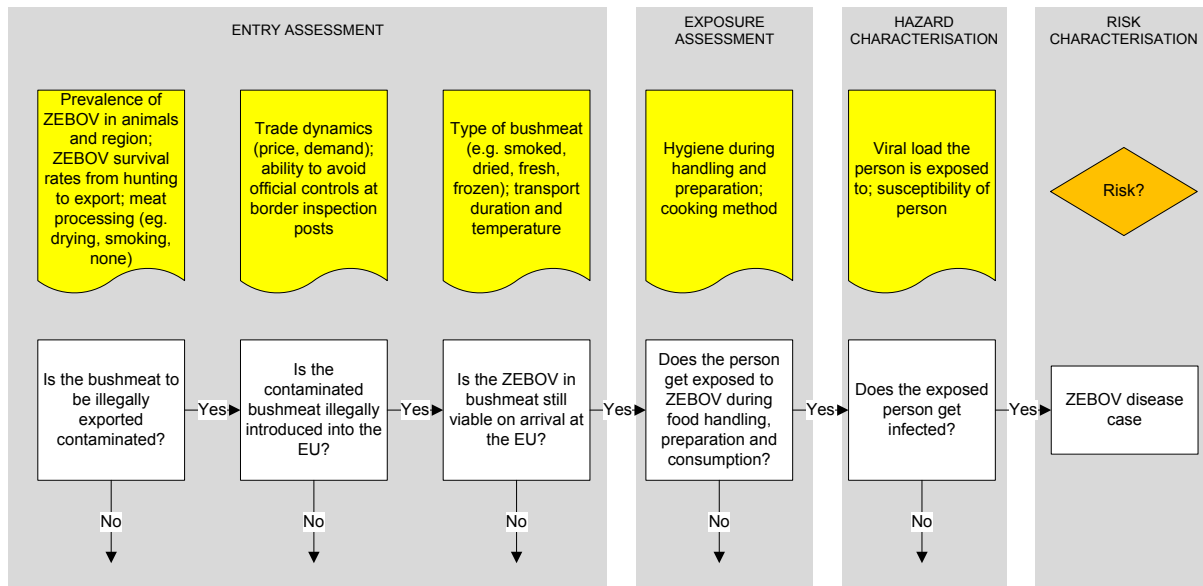 ENTRY ASSESSMENT
EXPOSURE
ASSESSMENT
HAZARD
CHARACTERISATION
RISK
CHARACTERISATION
Prevalence of
ZEBOV in animals
and region;
ZEBOV survival
rates from hunting
to export; meat
processing (eg.
drying, smoking,
none)
Trade dynamics
(price, demand);
ability to avoid
official controls at
border inspection
posts
Type of bushmeat
(e.g. smoked,
dried, fresh,
frozen); transport
duration and
temperature
Hygiene during
handling and
preparation;
cooking method
Viral load the
person is exposed
to; susceptibility of
person
Risk?
Is the bushmeat to
be illegally
exported
contaminated?
Yes
Is the
contaminated
bushmeat illegally
introduced into the
EU?
Yes
Is the ZEBOV in
bushmeat still
viable on arrival at
the EU?
Yes
Does the person
get exposed to
ZEBOV during
food handling,
preparation and
consumption?
Yes
Does the exposed
person get
infected?
Yes
ZEBOV disease
case
No
No
No
No
No